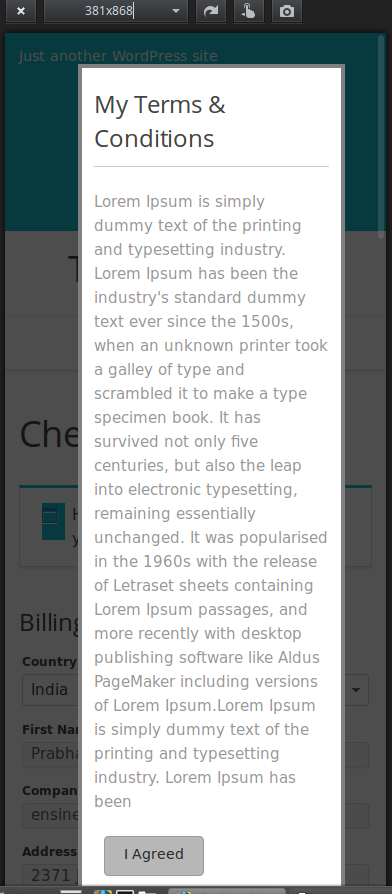 381x868
Just another WordPress site
My Terms &
Conditions
Lorem Ipsum is simply
dummy text of the printing
and typesetting industry.
Lorem Ipsum has been the
industry's standard dummy
text ever since the 1500s,
when an unknown printer took
a galley of type and
scrambled it to make a type
specimen book. It has
survived not only five
centuries, but also the leap
into electronic typesetting,
remaining essentially
unchanged. It was popularised
in the 1960s with the release
of Letraset sheets containing
Lorem Ipsum passages, and
more recently with desktop
publishing software like Aldus
PageMaker including versions
of Lorem Ipsum.Lorem Ipsum
is simply dummy text of the
printing and typesetting
industry. Lorem Ipsum has
been
I Agreed
Che
Billing
Country
India
First Na
Prabha
Compan
ensine
Address
2371